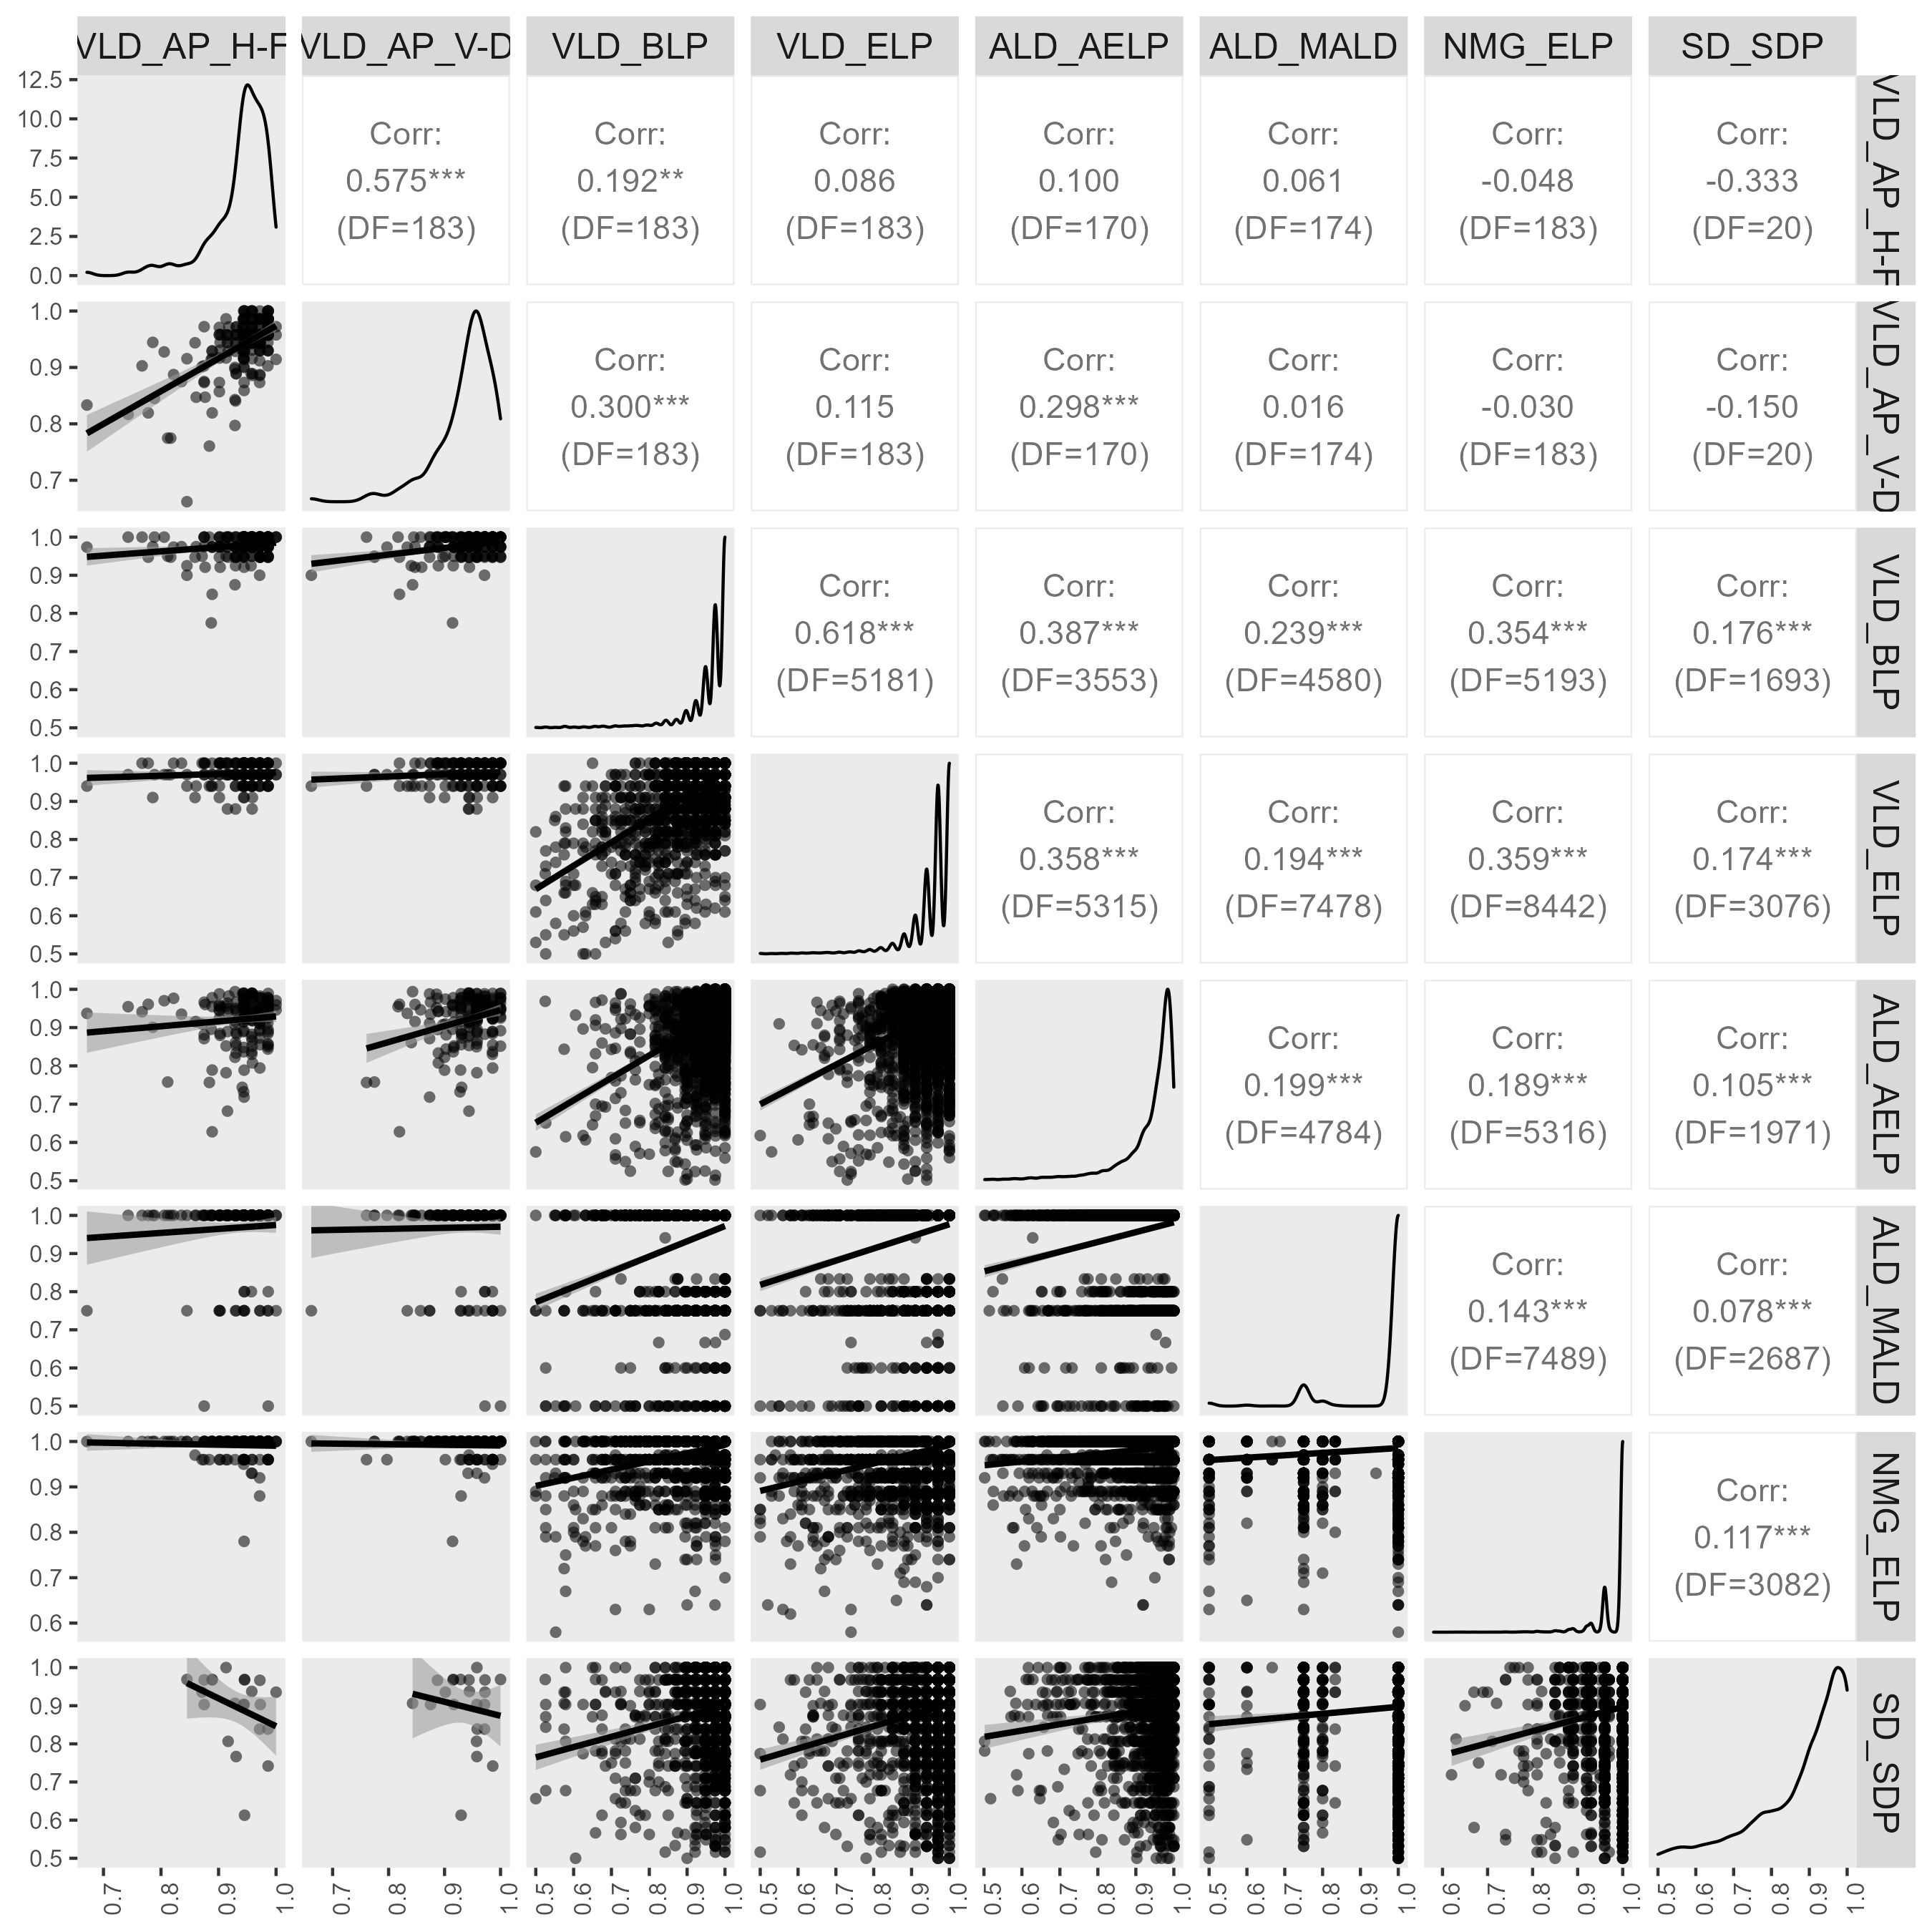 VLD_AP_H-F VLD_AP_V-D VLD_BLP VLD_ELP ALD_AELP ALD_MALD NMG_ELP SD_SDP
12.5
10.0
7.5
5.0
2.5
0.0
Corr: Corr: Corr: Corr: Corr: Corr: Corr:
0.575*** 0.192** 0.086 0.100 0.061 -0.048 -0.333
(DF=183) (DF=183) (DF=183) (DF=170) (DF=174) (DF=183) (DF=20)
VLD_AP_H-F
1.0
0.9
0.8
0.7
Corr: Corr: Corr: Corr: Corr: Corr:
0.300*** 0.115 0.298*** 0.016 -0.030 -0.150
(DF=183) (DF=183) (DF=170) (DF=174) (DF=183) (DF=20)
VLD_AP_V-D
1.0
0.9
0.8
0.7
0.6
0.5
Corr: Corr: Corr: Corr: Corr:
0.618*** 0.387*** 0.239*** 0.354*** 0.176***
(DF=5181) (DF=3553) (DF=4580) (DF=5193) (DF=1693)
VLD_BLP
1.0
0.9
0.8
0.7
0.6
0.5
Corr: Corr: Corr: Corr:
0.358*** 0.194*** 0.359*** 0.174***
(DF=5315) (DF=7478) (DF=8442) (DF=3076)
VLD_ELP
1.0
0.9
0.8
0.7
0.6
0.5
Corr: Corr: Corr:
0.199*** 0.189*** 0.105***
(DF=4784) (DF=5316) (DF=1971)
ALD_AELP
1.0
0.9
0.8
0.7
0.6
0.5
Corr: Corr:
0.143*** 0.078***
(DF=7489) (DF=2687)
ALD_MALD
1.0
0.9
0.8
0.7
0.6
Corr:
0.117***
(DF=3082)
NMG_ELP
1.0
0.9
0.8
0.7
0.6
0.5
SD_SDP
0.7 0.8 0.9 1.0 0.7 0.8 0.9 1.0 0.5 0.6 0.7 0.8 0.9 1.0 0.5 0.6 0.7 0.8 0.9 1.0 0.5 0.6 0.7 0.8 0.9 1.0 0.5 0.6 0.7 0.8 0.9 1.0 0.6 0.7 0.8 0.9 1.0 0.5 0.6 0.7 0.8 0.9 1.0